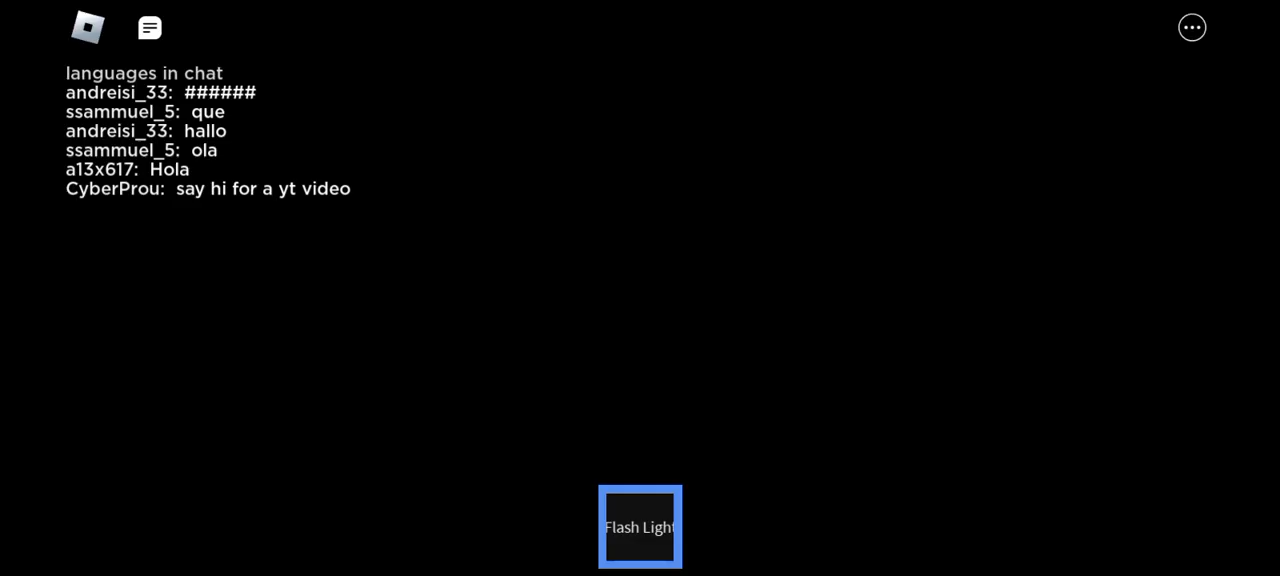 languages in chat
andreisi_33: ######
ssammuel_5: que
andreisi_33: hallo
ssammuel_5: ola
a13x617: Hola
CyberProu: say hi for a yt video
Flash Light